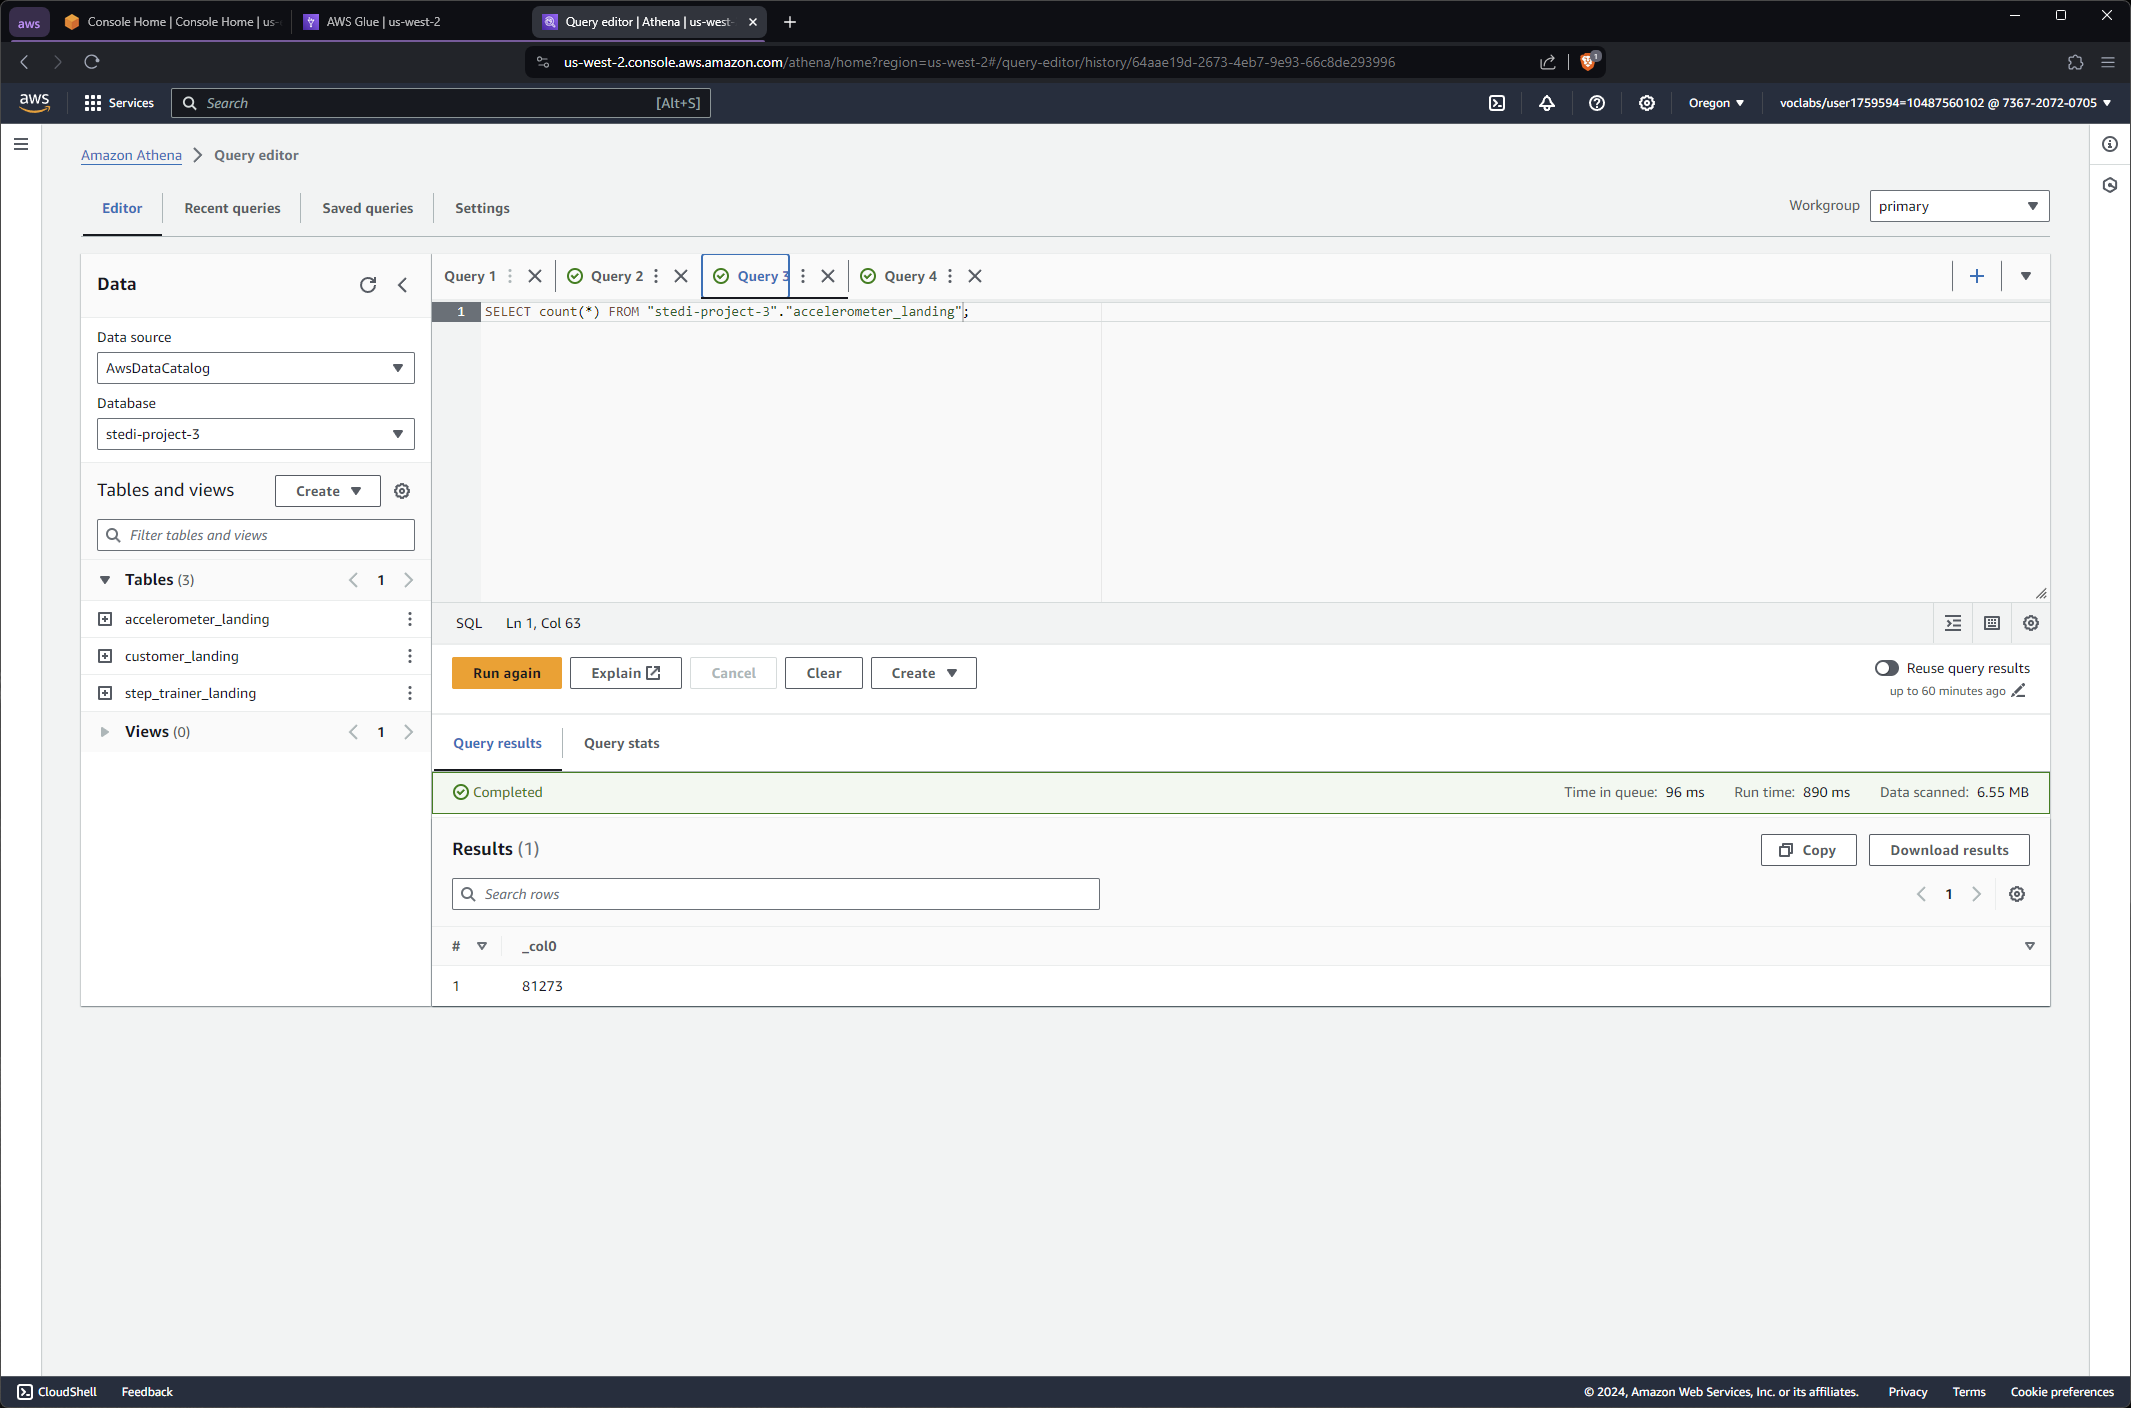 aws
Console Home | Console Home | us-
AWS Glue | us-west-2
Query editor | Athena | us-west-
us-west-2.console.aws.amazon.com/athena/home?region=us-west-2#/query-editor/history/64aae19d-2673-4eb7-9e93-66c8de293996
1
aws
Services
Search
[Alt+S]
Oregon
voclabs/user1759594=10487560102 @ 7367-2072-0705
Amazon Athena
Query editor
Editor
Recent queries
Saved queries
Settings
Workgroup
primary
Data
Data source
AwsDataCatalog
Database
stedi-project-3
Tables and views
Create
Filter tables and views
Tables (3)
1
accelerometer_landing
customer_landing
step_trainer_landing
Views (0)
1
Query 1
Query 2
Query 3
Query 4
1
SELECT count(*) FROM "stedi-project-3"."accelerometer_landing";
SQL
Ln 1, Col 63
Run again
Explain
Cancel
Clear
Create
Reuse query results
up to 60 minutes ago
Query results
Query stats
Completed
Time in queue: 96 ms
Run time: 890 ms
Data scanned: 6.55 MB
Results (1)
Copy
Download results
Search rows
1
#
_col0
1
81273
CloudShell
Feedback
© 2024, Amazon Web Services, Inc. or its affiliates.
Privacy
Terms
Cookie preferences